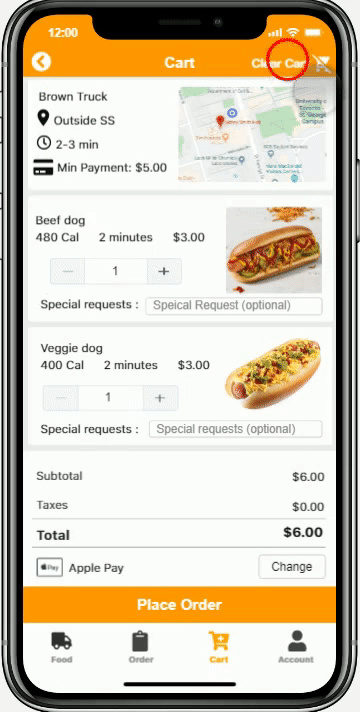 12:00
Cart
Clear Cart
Brown Truck
Outside SS
2-3 min
Min Payment: $5.00
Beef dog
480 Cal 2 minutes $3.00
− 1 +
Special requests : Speical Request (optional)
Veggie dog
400 Cal 2 minutes $3.00
− 1 +
Special requests : Special requests (optional)
Subtotal $6.00
Taxes $0.00
Total $6.00
Pay Apple Pay Change
Place Order
Food Order Cart Account